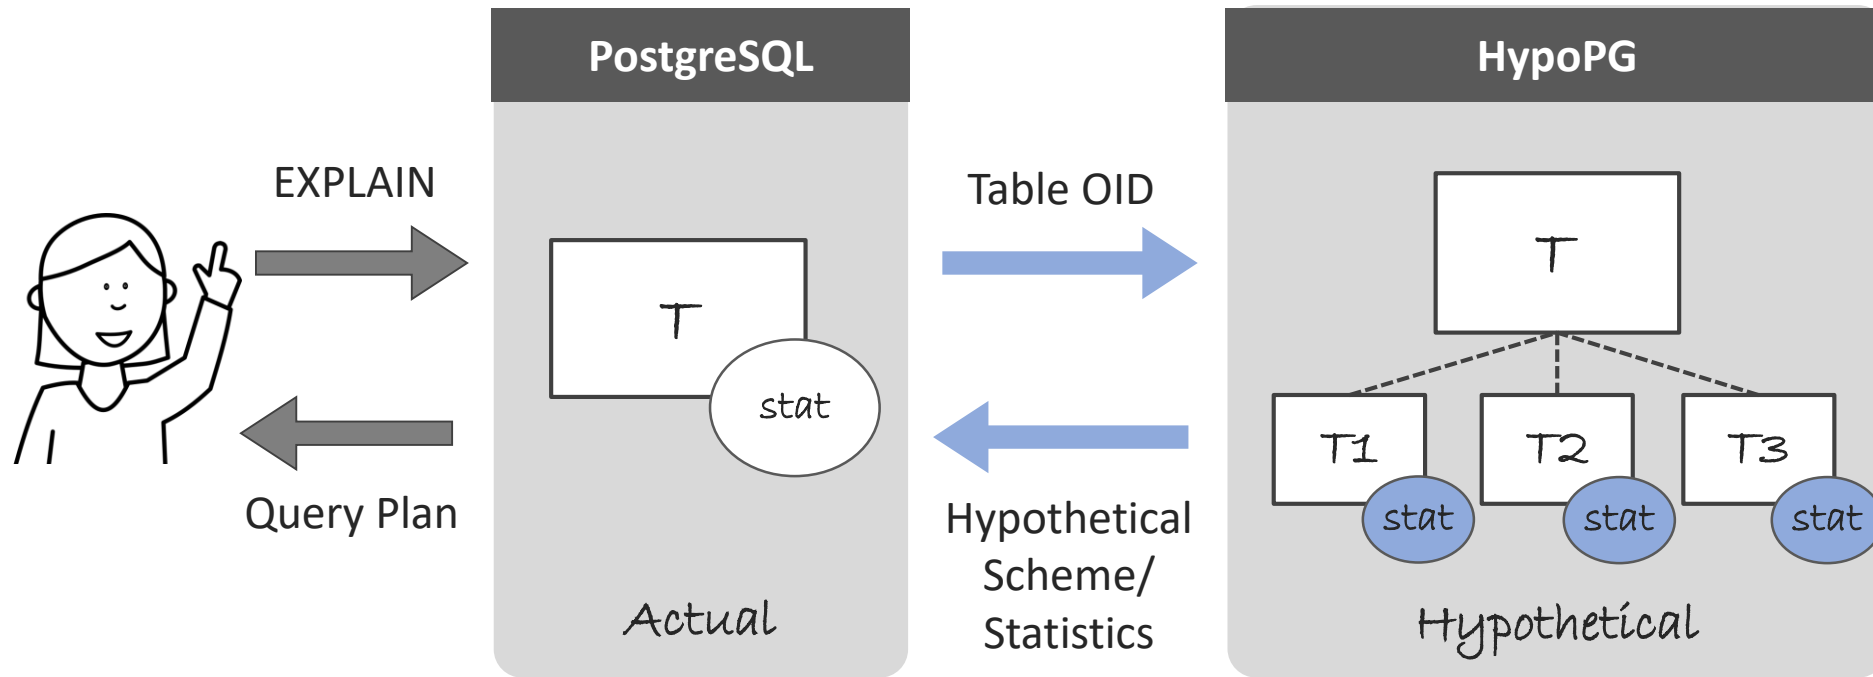 PostgreSQL
HypoPG
EXPLAIN
Table OID
T
T
stat
T1
T2
T3
stat
stat
stat
Query Plan
Hypothetical
Scheme/
Statistics
Actual
Hypothetical